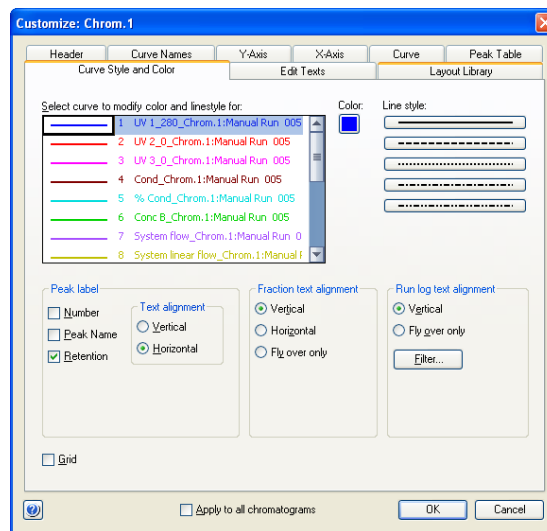 Customize: Chrom.1
Header Curve Names Y-Axis X-Axis Curve Peak Table
Curve Style and Color Edit Texts Layout Library
Select curve to modify color and linestyle for: Color: Line style:
1 UV 1_280_Chrom.1:Manual Run 005
2 UV 2_0_Chrom.1:Manual Run 005
3 UV 3_0_Chrom.1:Manual Run 005
4 Cond_Chrom.1:Manual Run 005
5 % Cond_Chrom.1:Manual Run 005
6 Conc B_Chrom.1:Manual Run 005
7 System flow_Chrom.1:Manual Run 0
8 System linear flow_Chrom.1:Manual
Peak label
Number
Peak Name
Retention
Text alignment
Vertical
Horizontal
Fraction text alignment
Vertical
Horizontal
Fly over only
Run log text alignment
Vertical
Fly over only
Filter...
Grid
Apply to all chromatograms OK Cancel